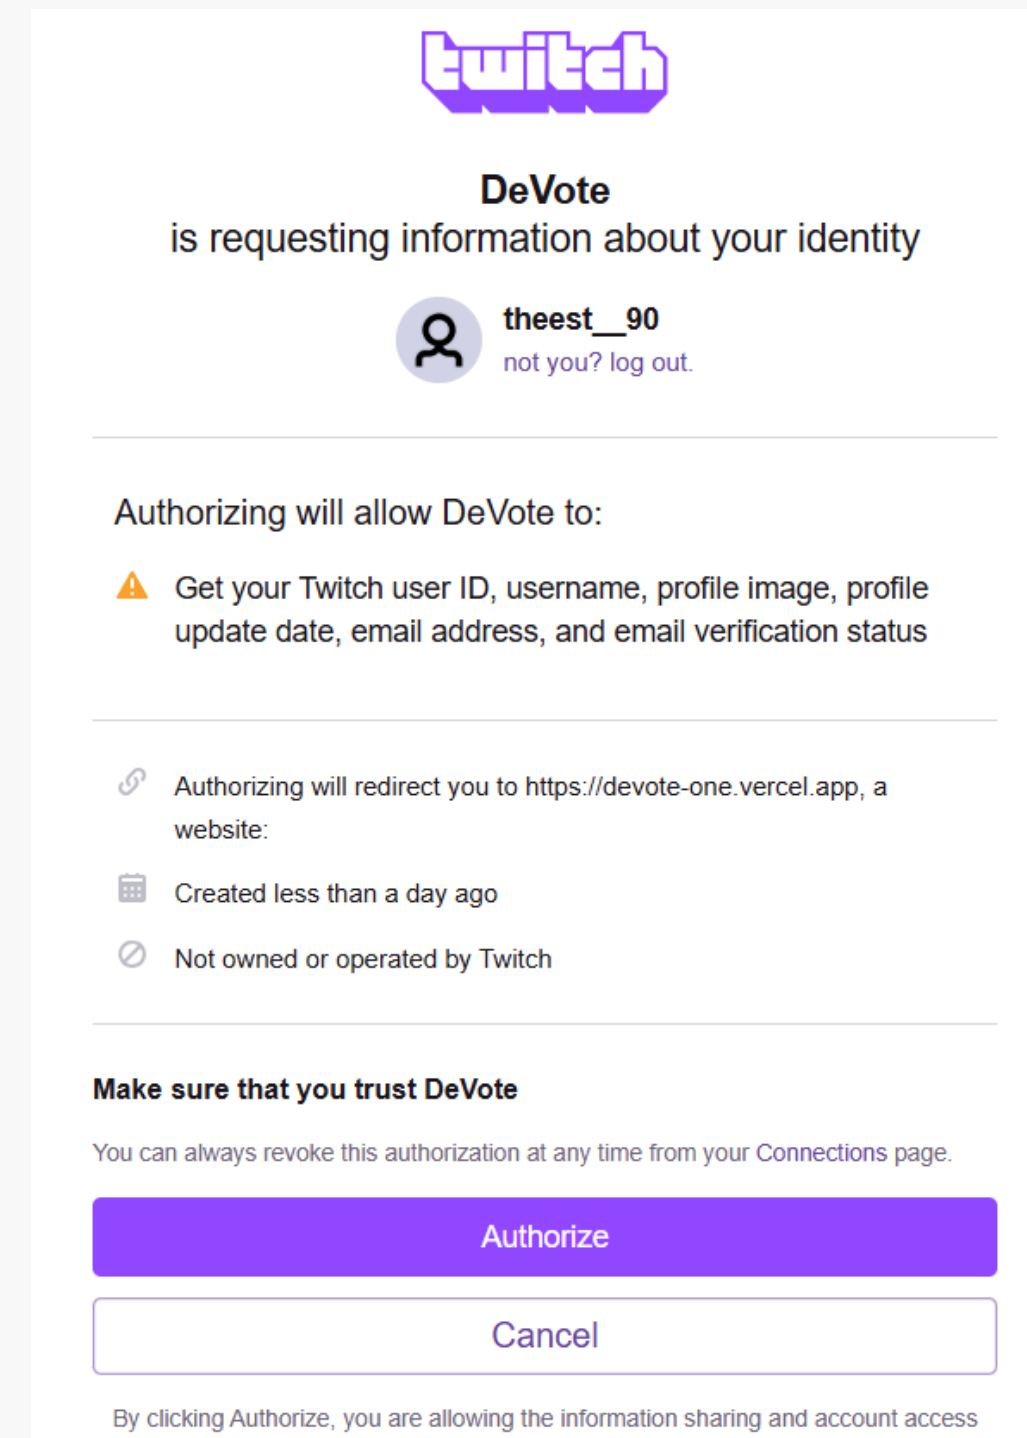 twitch
DeVote
is requesting information about your identity
theest__90
not you? log out.
Authorizing will allow DeVote to:
Get your Twitch user ID, username, profile image, profile
update date, email address, and email verification status
Authorizing will redirect you to https://devote-one.vercel.app, a
website:
Created less than a day ago
Not owned or operated by Twitch
Make sure that you trust DeVote
You can always revoke this authorization at any time from your Connections page.
Authorize
Cancel
By clicking Authorize, you are allowing the information sharing and account access